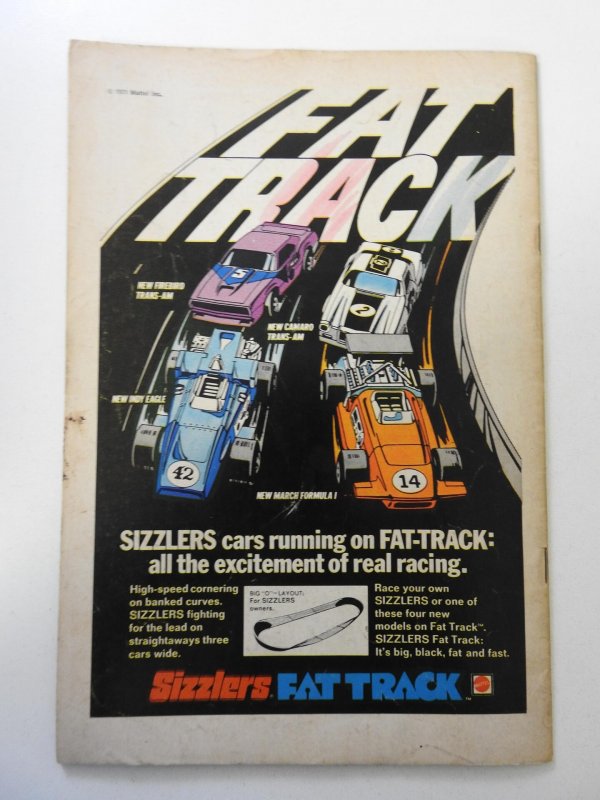 © 1971 Mattel Inc.
FAT
TRACK
5
NEW FIREBIRD
TRANS-AM
2
NEW CAMARO
TRANS-AM
NEW INDY EAGLE
42
14
NEW MARCH FORMULA I
SIZZLERS cars running on FAT-TRACK:
all the excitement of real racing.
High-speed cornering
on banked curves.
SIZZLERS fighting
for the lead on
straightaways three
cars wide.
BIG "O"-LAYOUT:
For SIZZLERS
owners.
Race your own
SIZZLERS or one of
these four new
models on Fat Track™.
SIZZLERS Fat Track:
It's big, black, fat and fast.
Sizzlers FAT TRACK™